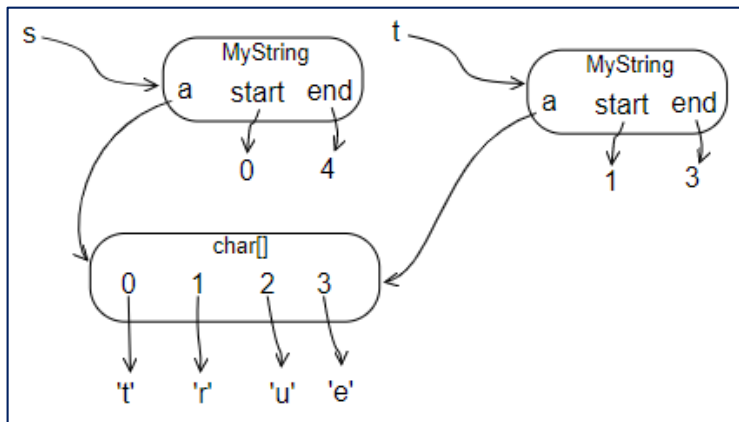 s
t
MyString
MyString
a start end
a start end
0 4
1 3
char[]
0 1 2 3
't' 'r' 'u' 'e'